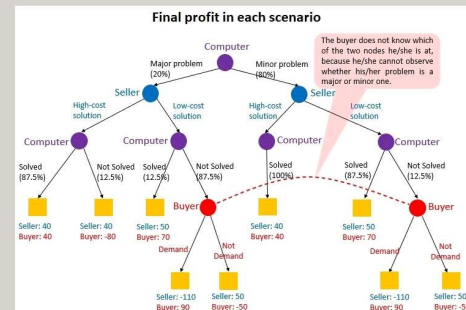 Final profit in each scenario
The buyer does not know which
of the two nodes he/she is at,
because he/she cannot observe
whether his/her problem is a
major or minor one.
Computer
Major problem
(20%)
Minor problem
(80%)
Seller
Seller
High-cost
solution
Low-cost
solution
High-cost
solution
Low-cost
solution
Computer
Computer
Computer
Computer
Solved
(87.5%)
Not Solved
(12.5%)
Solved
(12.5%)
Not Solved
(87.5%)
Solved
(100%)
Solved
(87.5%)
Not Solved
(12.5%)
Buyer
Buyer
Seller: 40
Buyer: 40
Seller: 40
Buyer: -80
Seller: 50
Buyer: 70
Seller: 40
Buyer: 40
Seller: 50
Buyer: 70
Demand
Not
Demand
Demand
Not
Demand
Seller: -110
Buyer: 90
Seller: 50
Buyer: -50
Seller: -110
Buyer: 90
Seller: 50
Buyer: -5